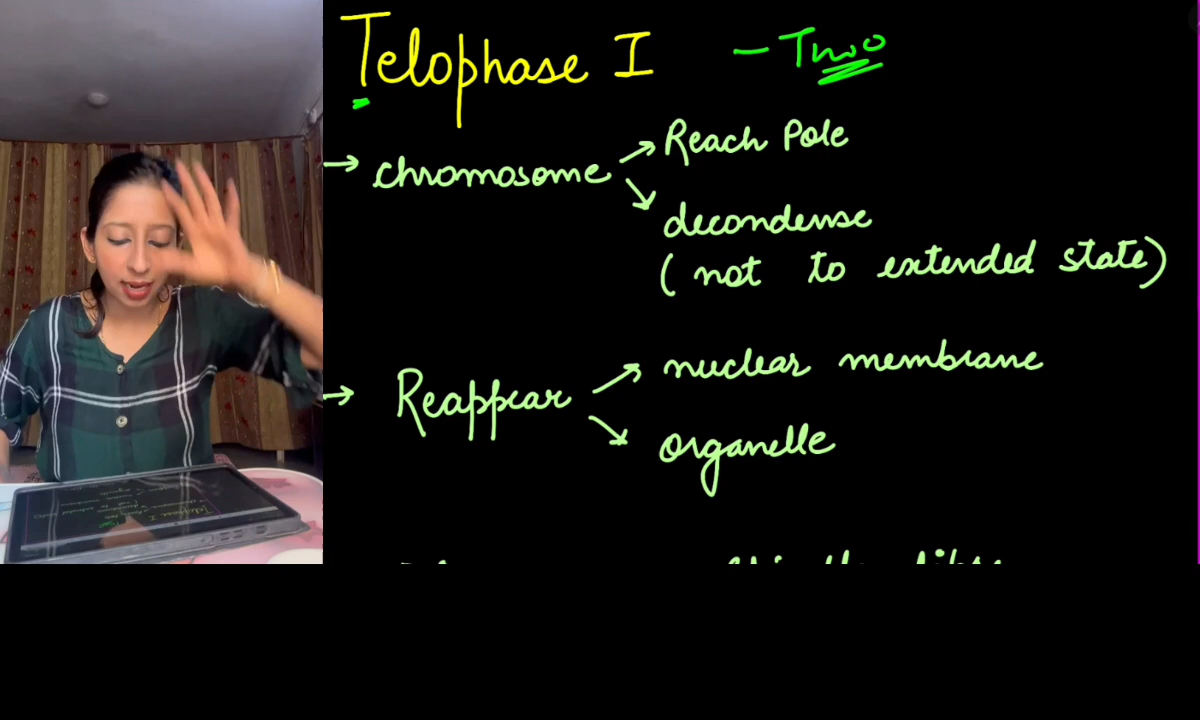 Telophase I - Two
→ chromosome → Reach Pole
↘ decondense
(not to extended state)
→ Reappear → nuclear membrane
↘ organelle